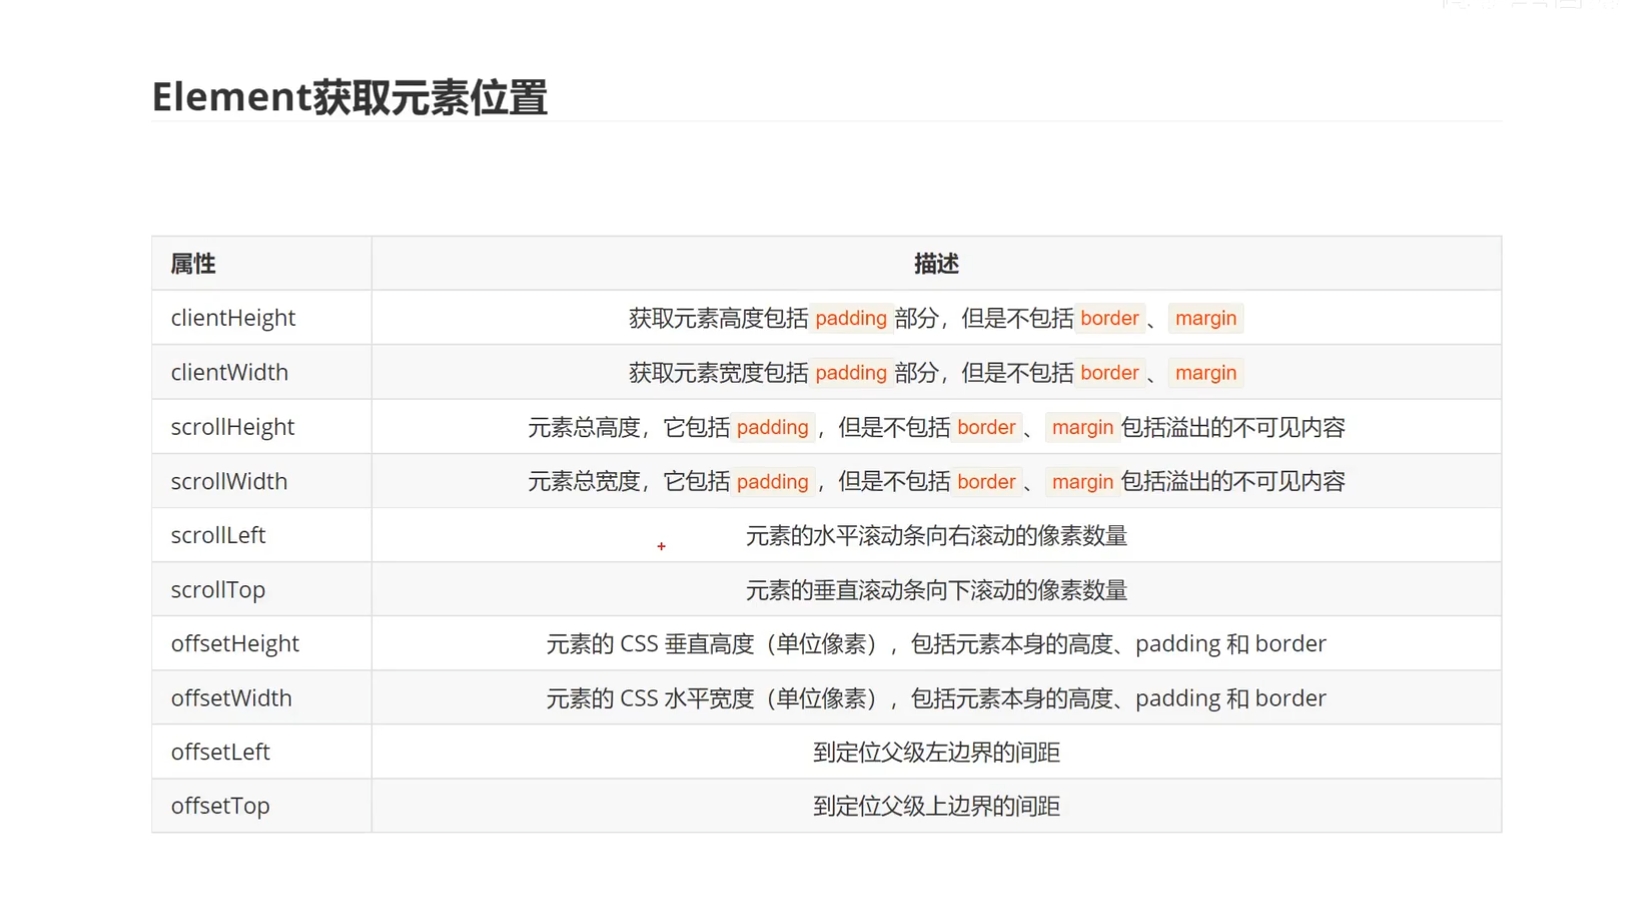 Element获取元素位置
属性 描述
clientHeight 获取元素高度包括 padding 部分，但是不包括 border 、 margin
clientWidth 获取元素宽度包括 padding 部分，但是不包括 border 、 margin
scrollHeight 元素总高度，它包括 padding ，但是不包括 border 、 margin 包括溢出的不可见内容
scrollWidth 元素总宽度，它包括 padding ，但是不包括 border 、 margin 包括溢出的不可见内容
scrollLeft 元素的水平滚动条向右滚动的像素数量
scrollTop 元素的垂直滚动条向下滚动的像素数量
offsetHeight 元素的 CSS 垂直高度（单位像素），包括元素本身的高度、padding 和 border
offsetWidth 元素的 CSS 水平宽度（单位像素），包括元素本身的高度、padding 和 border
offsetLeft 到定位父级左边界的间距
offsetTop 到定位父级上边界的间距